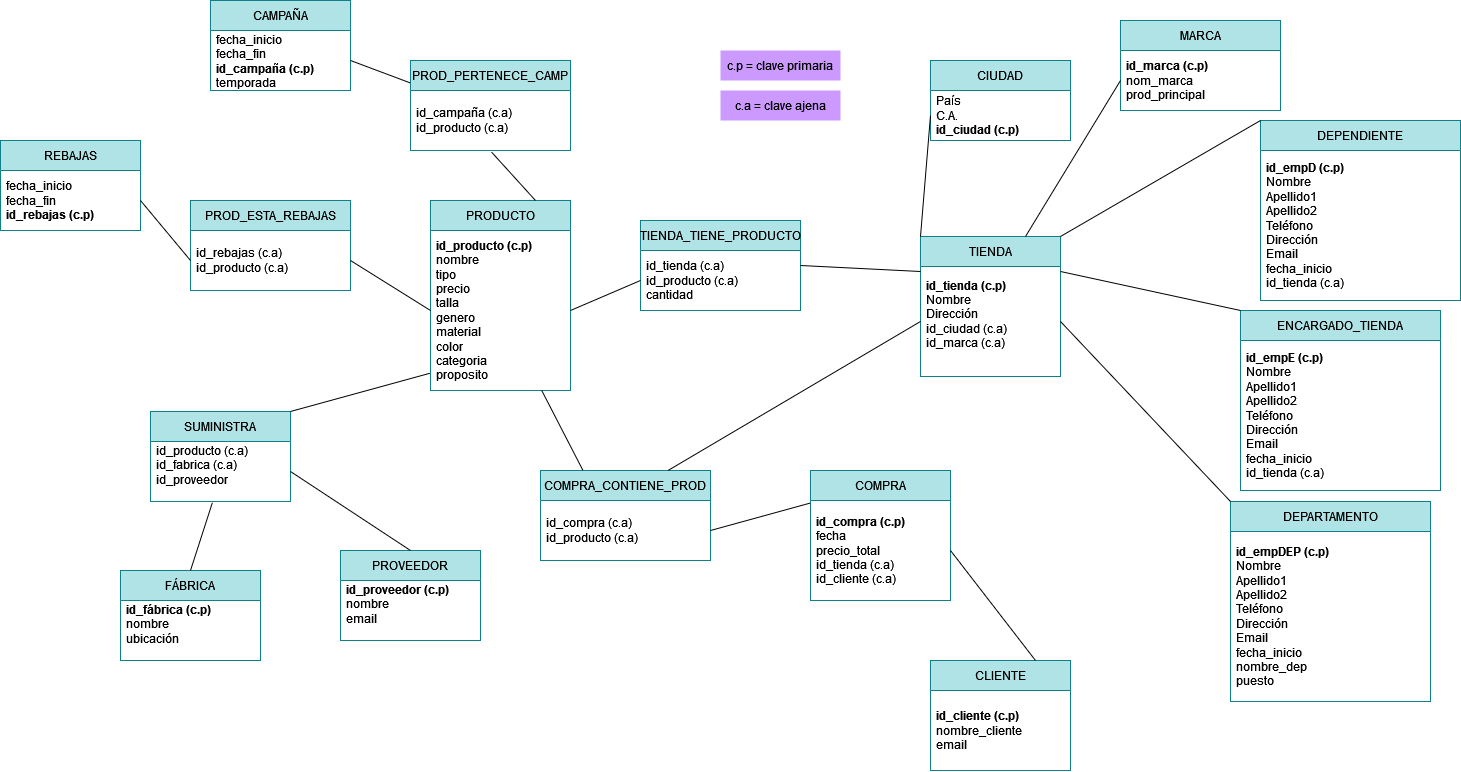 CAMPAÑA
fecha_inicio
fecha_fin
id_campaña (c.p)
temporada
PROD_PERTENECE_CAMP
id_campaña (c.a)
id_producto (c.a)
c.p = clave primaria
c.a = clave ajena
CIUDAD
País
C.A.
id_ciudad (c.p)
MARCA
id_marca (c.p)
nom_marca
prod_principal
DEPENDIENTE
id_empD (c.p)
Nombre
Apellido1
Apellido2
Teléfono
Dirección
Email
fecha_inicio
id_tienda (c.a)
REBAJAS
fecha_inicio
fecha_fin
id_rebajas (c.p)
PROD_ESTA_REBAJAS
id_rebajas (c.a)
id_producto (c.a)
PRODUCTO
id_producto (c.p)
nombre
tipo
precio
talla
genero
material
color
categoria
proposito
TIENDA_TIENE_PRODUCTO
id_tienda (c.a)
id_producto (c.a)
cantidad
TIENDA
id_tienda (c.p)
Nombre
Dirección
id_ciudad (c.a)
id_marca (c.a)
ENCARGADO_TIENDA
id_empE (c.p)
Nombre
Apellido1
Apellido2
Teléfono
Dirección
Email
fecha_inicio
id_tienda (c.a)
SUMINISTRA
id_producto (c.a)
id_fabrica (c.a)
id_proveedor
COMPRA_CONTIENE_PROD
id_compra (c.a)
id_producto (c.a)
COMPRA
id_compra (c.p)
fecha
precio_total
id_tienda (c.a)
id_cliente (c.a)
DEPARTAMENTO
id_empDEP (c.p)
Nombre
Apellido1
Apellido2
Teléfono
Dirección
Email
fecha_inicio
nombre_dep
puesto
FÁBRICA
id_fábrica (c.p)
nombre
ubicación
PROVEEDOR
id_proveedor (c.p)
nombre
email
CLIENTE
id_cliente (c.p)
nombre_cliente
email